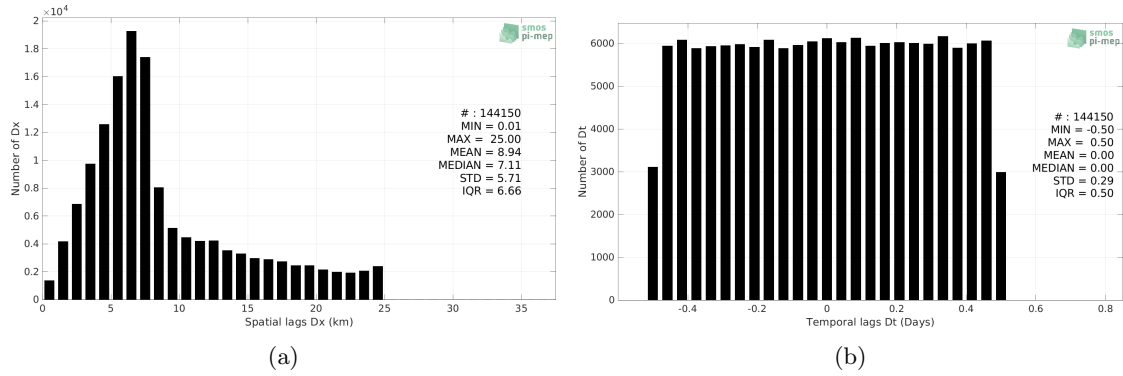 ×10^4
2
1.8
1.6
1.4
1.2
1
0.8
0.6
0.4
0.2
0
Number of Dx
0 5 10 15 20 25 30 35
Spatial lags Dx (km)
smos
pi-mep
# : 144150
MIN = 0.01
MAX = 25.00
MEAN = 8.94
MEDIAN = 7.11
STD = 5.71
IQR = 6.66
(a)
6000
5000
4000
3000
2000
1000
0
Number of Dt
-0.4 -0.2 0 0.2 0.4 0.6 0.8
Temporal lags Dt (Days)
smos
pi-mep
# : 144150
MIN = -0.50
MAX = 0.50
MEAN = 0.00
MEDIAN = 0.00
STD = 0.29
IQR = 0.50
(b)